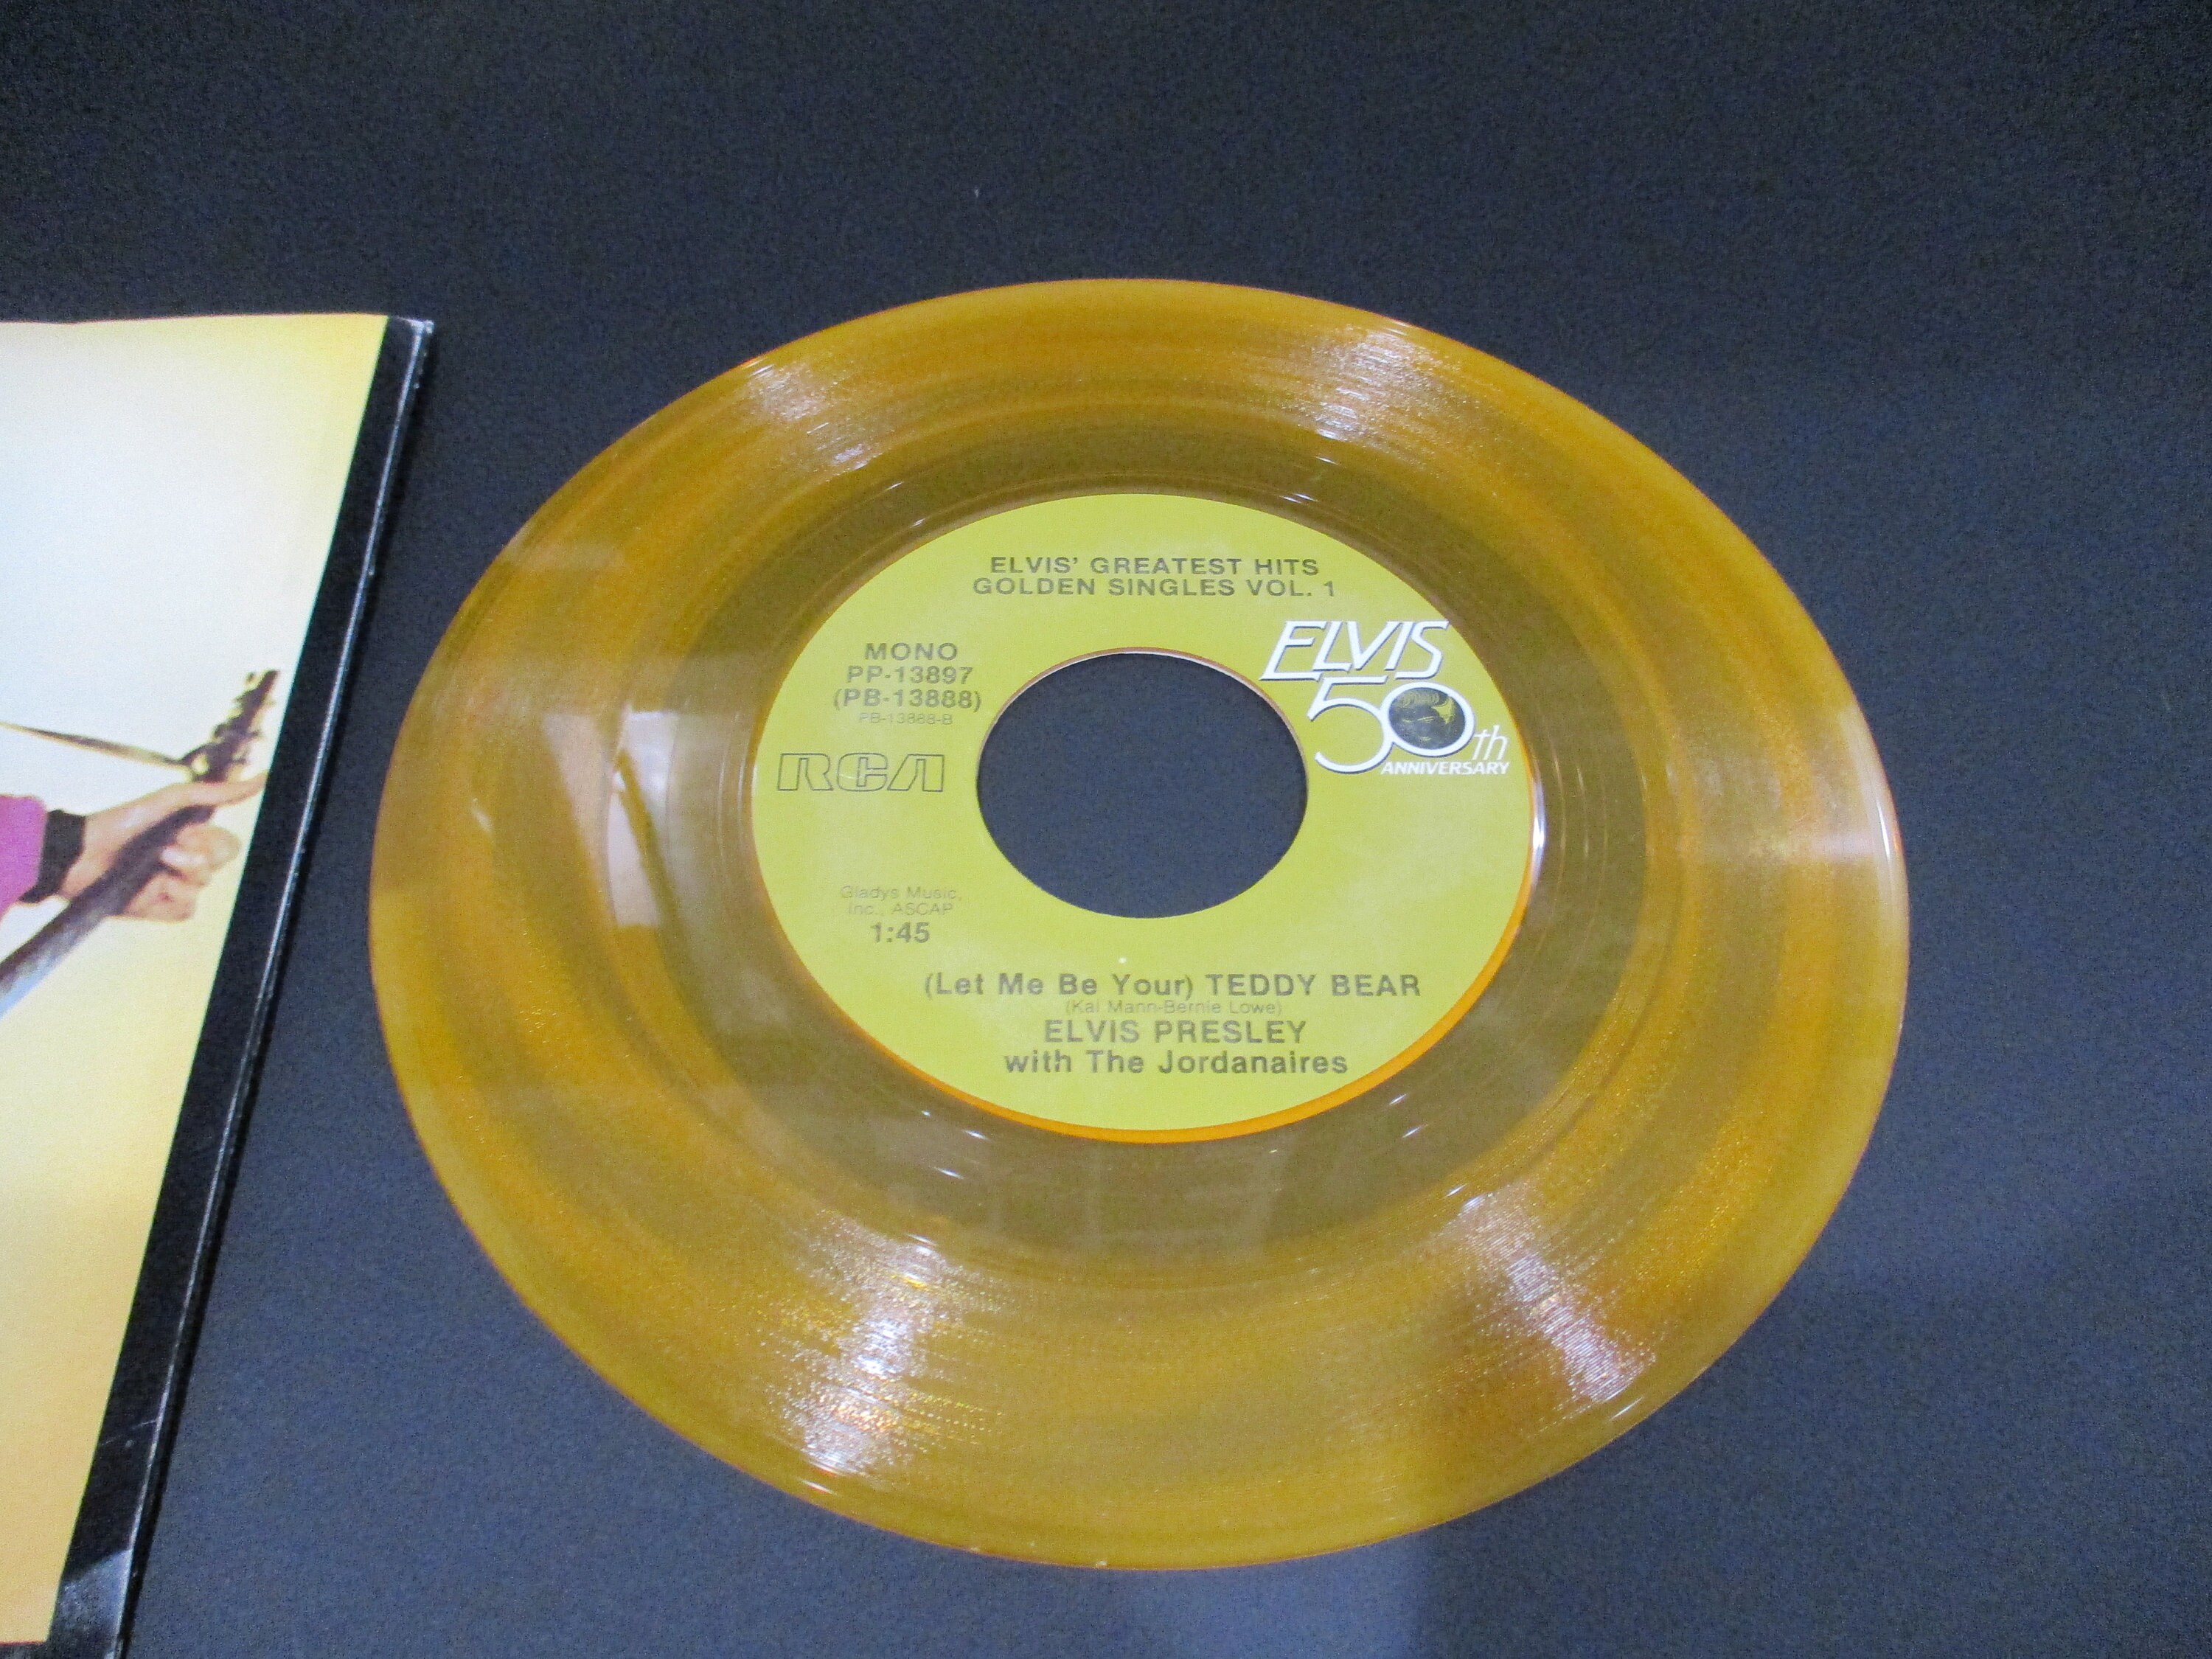 ELVIS' GREATEST HITS
GOLDEN SINGLES VOL. 1
MONO
PP-13897
(PB-13888)
PB-13888-B
RCA
ELVIS
50th
ANNIVERSARY
Gladys Music,
Inc., ASCAP
1:45
(Let Me Be Your) TEDDY BEAR
(Kal Mann-Bernie Lowe)
ELVIS PRESLEY
with The Jordanaires